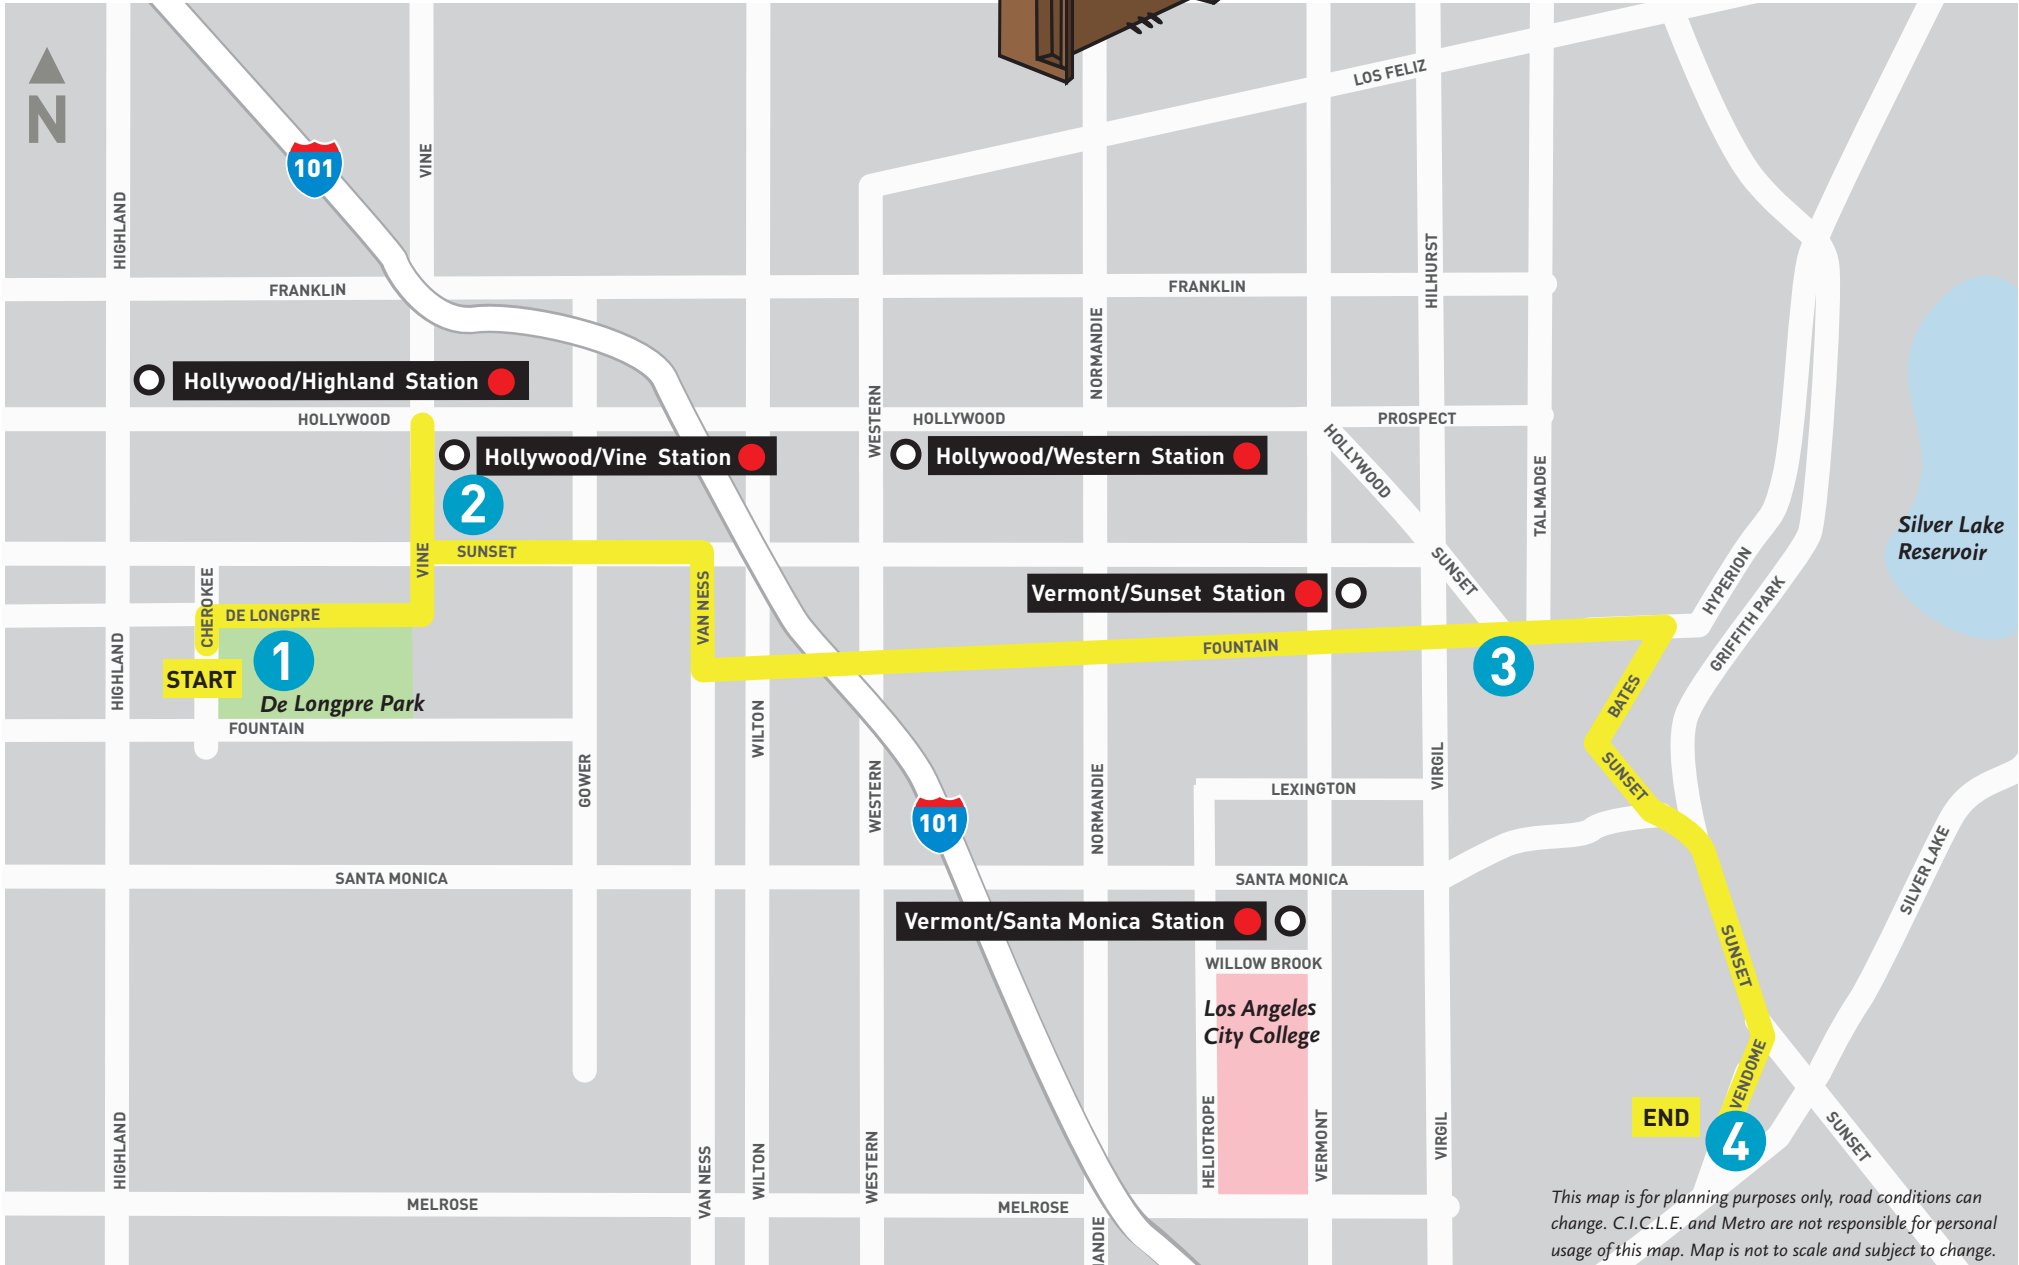 N
101
VINE
HIGHLAND
LOS FELIZ
HILHURST
FRANKLIN
FRANKLIN
NORMANDIE
Hollywood/Highland Station
HOLLYWOOD
WESTERN
HOLLYWOOD
PROSPECT
HOLLYWOOD
Hollywood/Vine Station
Hollywood/Western Station
2
TALMADGE
Silver Lake
Reservoir
VINE
SUNSET
SUNSET
HYPERION
GRIFFITH PARK
CHEROKEE
DE LONGPRE
VAN NESS
Vermont/Sunset Station
FOUNTAIN
HIGHLAND
START
1
De Longpre Park
3
BATES
FOUNTAIN
WILTON
GOWER
WESTERN
101
NORMANDIE
VIRGIL
LEXINGTON
SUNSET
SANTA MONICA
SANTA MONICA
SILVER LAKE
Vermont/Santa Monica Station
WILLOW BROOK
SUNSET
Los Angeles
City College
VENDOME
END
4
SUNSET
HIGHLAND
VAN NESS
WILTON
WESTERN
HELIOTROPE
VERMONT
VIRGIL
MELROSE
MELROSE
ANDIE
This map is for planning purposes only, road conditions can
change. C.I.C.L.E. and Metro are not responsible for personal
usage of this map. Map is not to scale and subject to change.